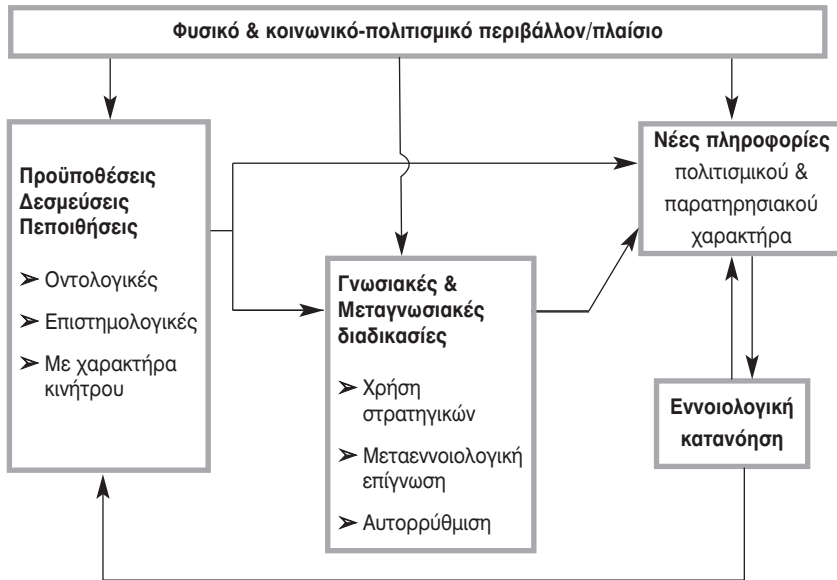 Φυσικό & κοινωνικό-πολιτισμικό περιβάλλον/πλαίσιο
Προϋποθέσεις
Δεσμεύσεις
Πεποιθήσεις
➢ Οντολογικές
➢ Επιστημολογικές
➢ Με χαρακτήρα
κινήτρου
Γνωσιακές &
Μεταγνωσιακές
διαδικασίες
➢ Χρήση
στρατηγικών
➢ Μεταεννοιολογική
επίγνωση
➢ Αυτορρύθμιση
Νέες πληροφορίες
πολιτισμικού &
παρατηρησιακού
χαρακτήρα
Εννοιολογική
κατανόηση